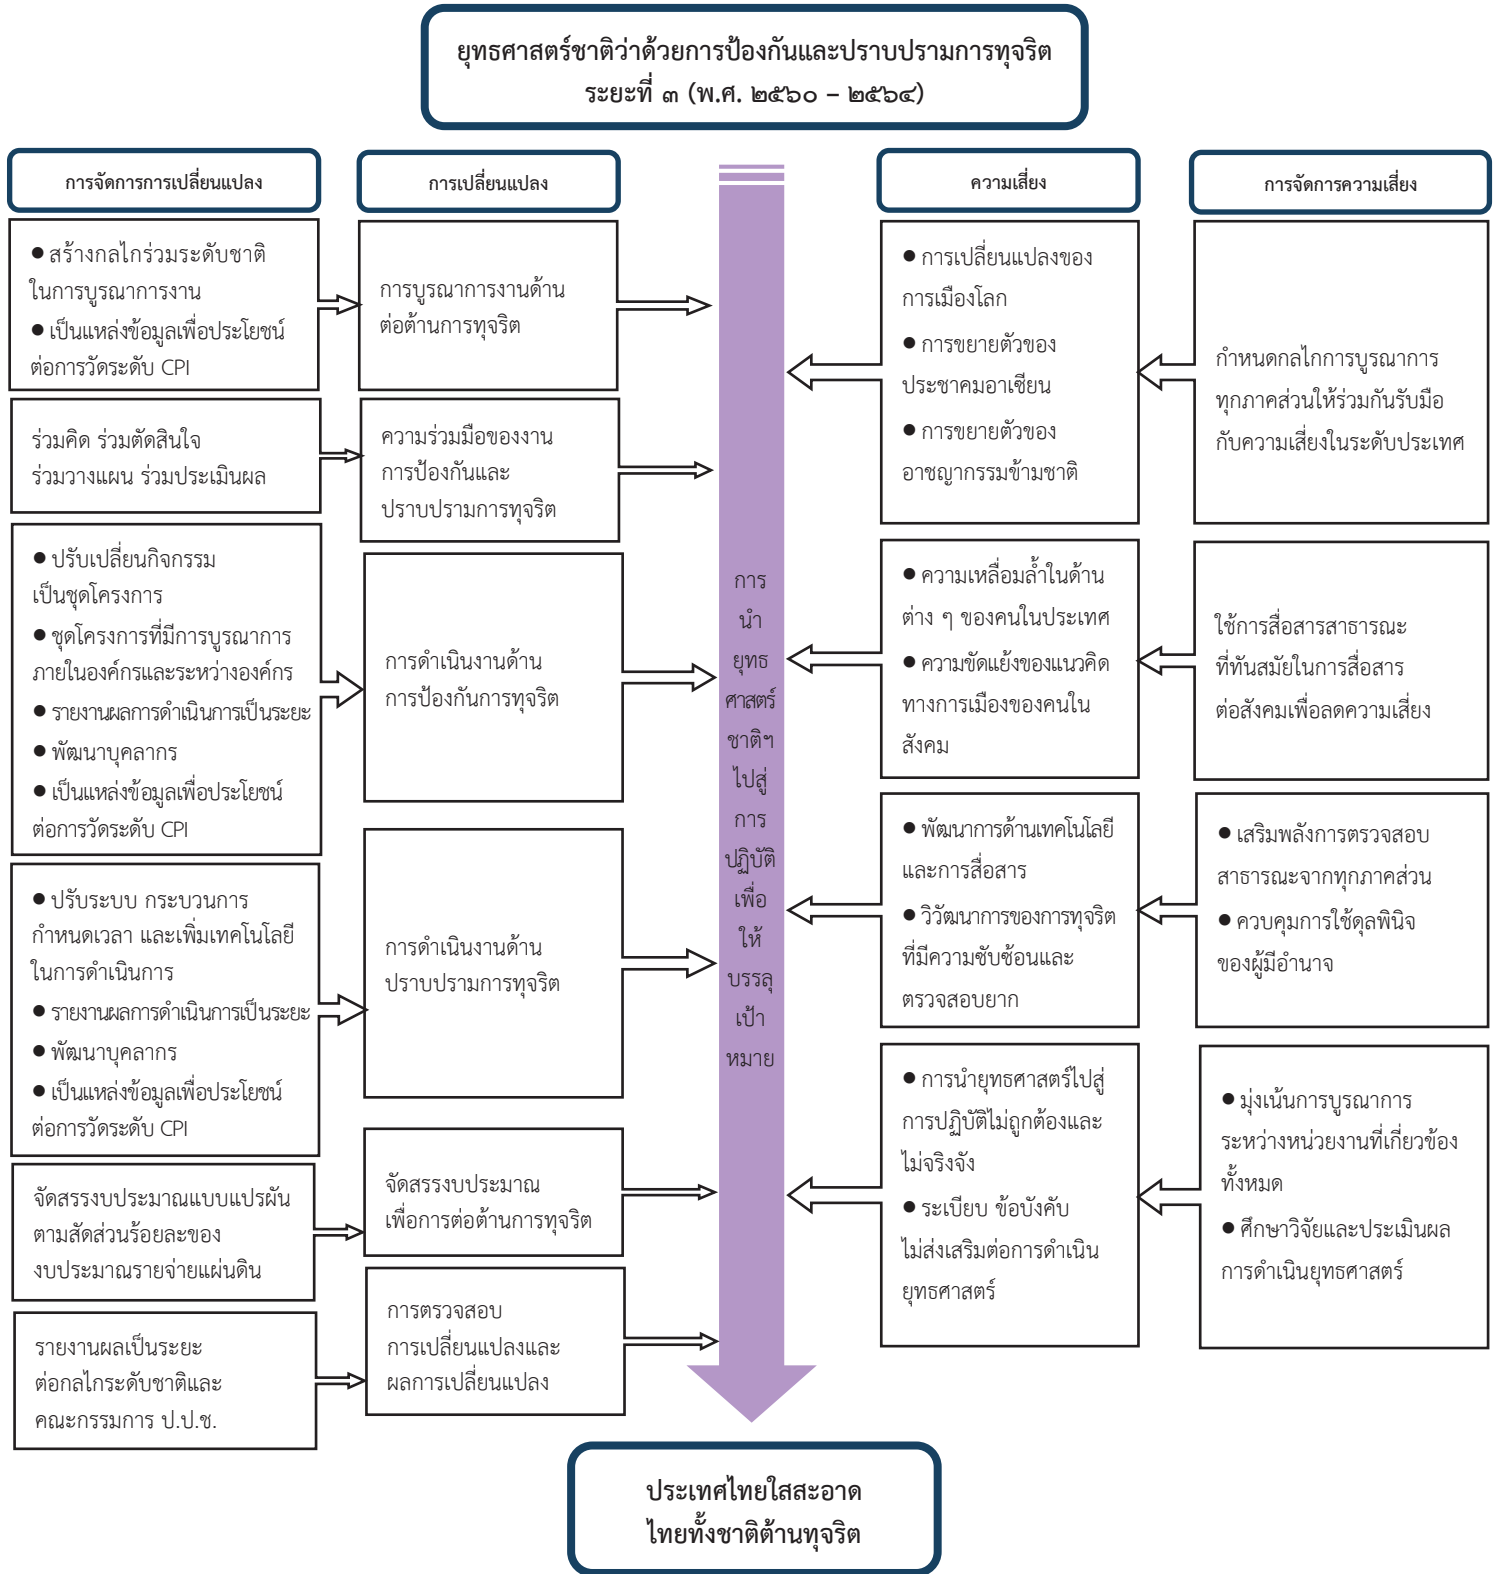 ยุทธศาสตร์ชาติว่าด้วยการป้องกันและปราบปรามการทุจริต
ระยะที่ ๓ (พ.ศ. ๒๕๖๐ – ๒๕๖๔)
การจัดการการเปลี่ยนแปลง
● สร้างกลไกร่วมระดับชาติ
ในการบูรณาการงาน
● เป็นแหล่งข้อมูลเพื่อประโยชน์
ต่อการวัดระดับ CPI
ร่วมคิด ร่วมตัดสินใจ
ร่วมวางแผน ร่วมประเมินผล
● ปรับเปลี่ยนกิจกรรม
เป็นชุดโครงการ
● ชุดโครงการที่มีการบูรณาการ
ภายในองค์กรและระหว่างองค์กร
● รายงานผลการดำเนินการเป็นระยะ
● พัฒนาบุคลากร
● เป็นแหล่งข้อมูลเพื่อประโยชน์
ต่อการวัดระดับ CPI
● ปรับระบบ กระบวนการ
กำหนดเวลา และเพิ่มเทคโนโลยี
ในการดำเนินการ
● รายงานผลการดำเนินการเป็นระยะ
● พัฒนาบุคลากร
● เป็นแหล่งข้อมูลเพื่อประโยชน์
ต่อการวัดระดับ CPI
จัดสรรงบประมาณแบบแปรผัน
ตามสัดส่วนร้อยละของ
งบประมาณรายจ่ายแผ่นดิน
รายงานผลเป็นระยะ
ต่อกลไกระดับชาติและ
คณะกรรมการ ป.ป.ช.
การเปลี่ยนแปลง
การบูรณาการงานด้าน
ต่อต้านการทุจริต
ความร่วมมือของงาน
การป้องกันและ
ปราบปรามการทุจริต
การดำเนินงานด้าน
การป้องกันการทุจริต
การดำเนินงานด้าน
ปราบปรามการทุจริต
จัดสรรงบประมาณ
เพื่อการต่อต้านการทุจริต
การตรวจสอบ
การเปลี่ยนแปลงและ
ผลการเปลี่ยนแปลง
การ
นำ
ยุทธ
ศาสตร์
ชาติฯ
ไปสู่
การ
ปฏิบัติ
เพื่อ
ให้
บรรลุ
เป้า
หมาย
ความเสี่ยง
● การเปลี่ยนแปลงของ
การเมืองโลก
● การขยายตัวของ
ประชาคมอาเซียน
● การขยายตัวของ
อาชญากรรมข้ามชาติ
● ความเหลื่อมล้ำในด้าน
ต่าง ๆ ของคนในประเทศ
● ความขัดแย้งของแนวคิด
ทางการเมืองของคนใน
สังคม
● พัฒนาการด้านเทคโนโลยี
และการสื่อสาร
● วิวัฒนาการของการทุจริต
ที่มีความซับซ้อนและ
ตรวจสอบยาก
● การนำยุทธศาสตร์ไปสู่
การปฏิบัติไม่ถูกต้องและ
ไม่จริงจัง
● ระเบียบ ข้อบังคับ
ไม่ส่งเสริมต่อการดำเนิน
ยุทธศาสตร์
การจัดการความเสี่ยง
กำหนดกลไกการบูรณาการ
ทุกภาคส่วนให้ร่วมกันรับมือ
กับความเสี่ยงในระดับประเทศ
ใช้การสื่อสารสาธารณะ
ที่ทันสมัยในการสื่อสาร
ต่อสังคมเพื่อลดความเสี่ยง
● เสริมพลังการตรวจสอบ
สาธารณะจากทุกภาคส่วน
● ควบคุมการใช้ดุลพินิจ
ของผู้มีอำนาจ
● มุ่งเน้นการบูรณาการ
ระหว่างหน่วยงานที่เกี่ยวข้อง
ทั้งหมด
● ศึกษาวิจัยและประเมินผล
การดำเนินยุทธศาสตร์
ประเทศไทยใสสะอาด
ไทยทั้งชาติต้านทุจริต